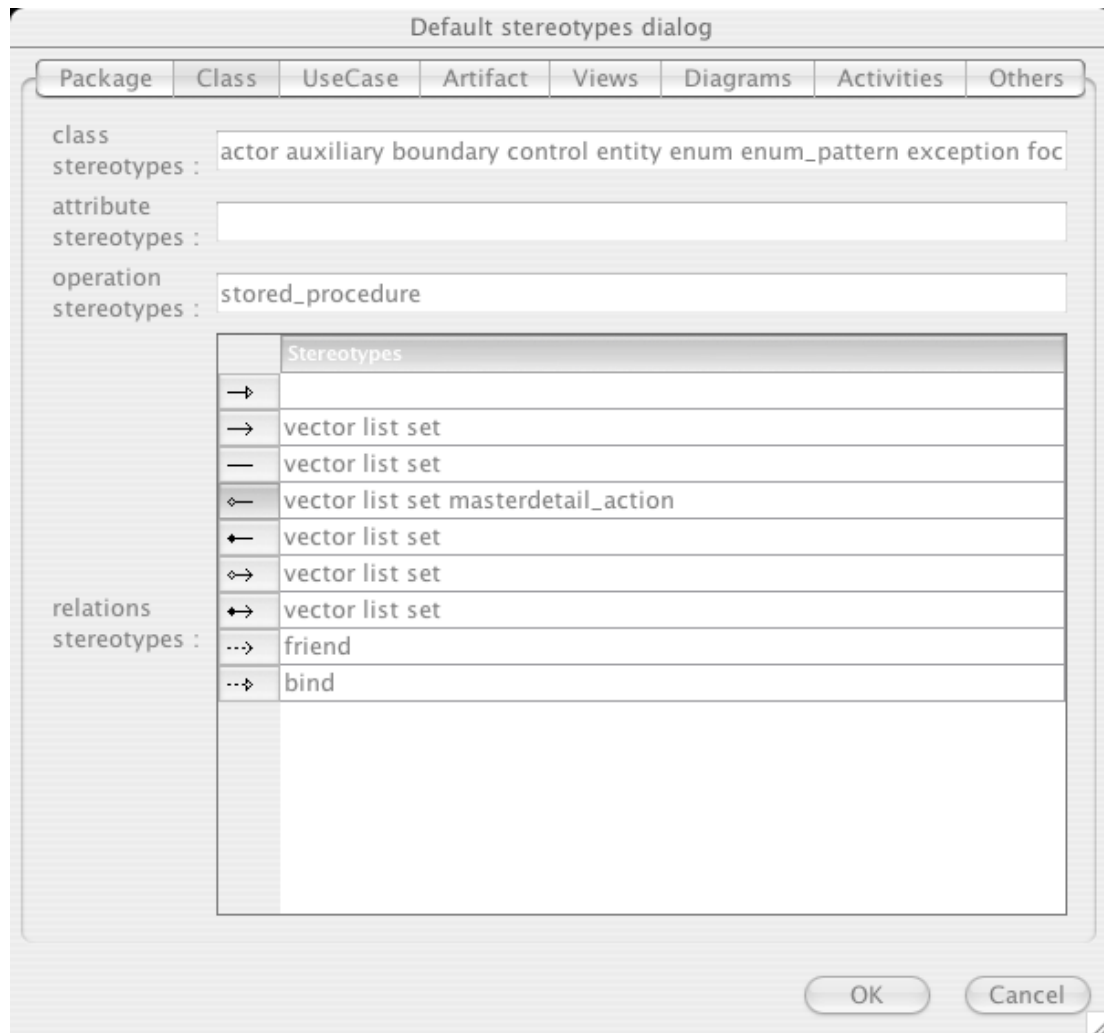 Default stereotypes dialog
Package Class UseCase Artifact Views Diagrams Activities Others
class
stereotypes :
actor auxiliary boundary control entity enum enum_pattern exception foc
attribute
stereotypes :
operation
stereotypes :
stored_procedure
Stereotypes
vector list set
vector list set
vector list set masterdetail_action
vector list set
vector list set
vector list set
friend
bind
relations
stereotypes :
OK Cancel